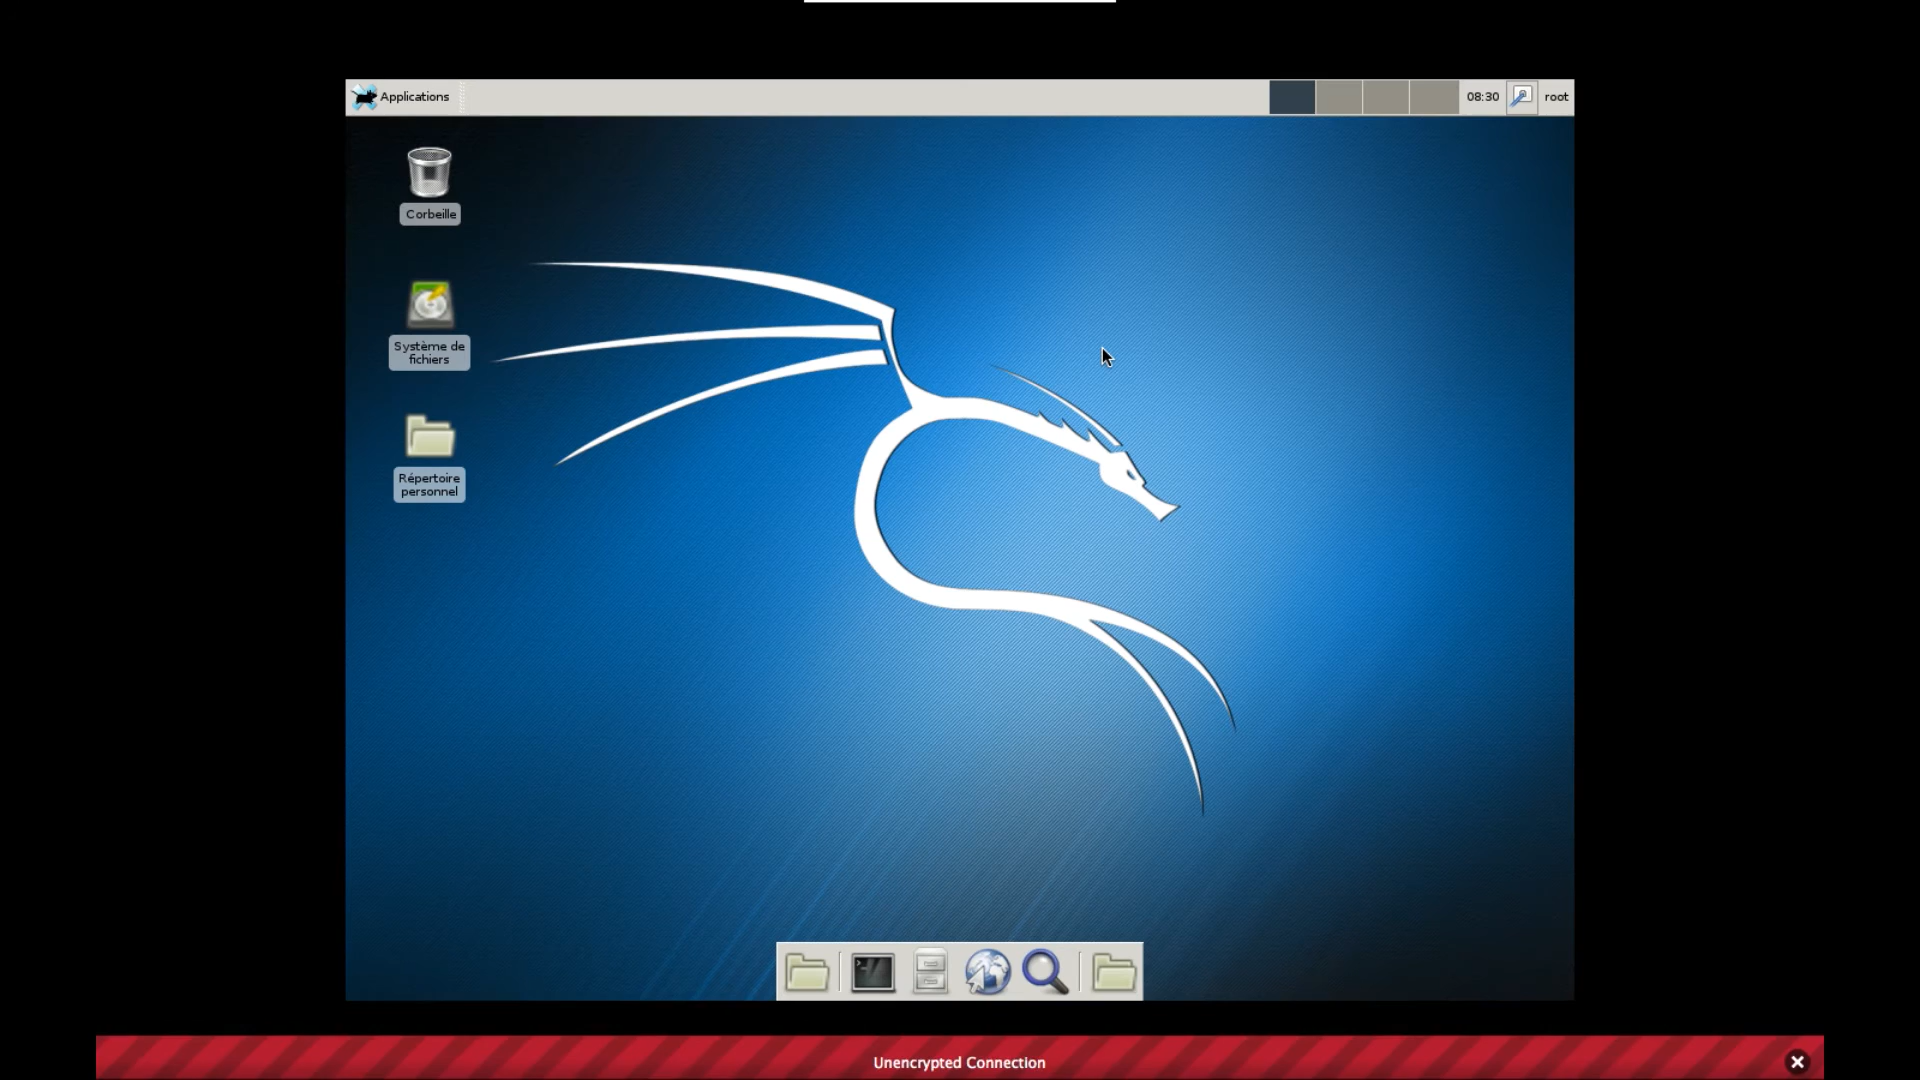 Applications
08:30
root
Corbeille
Système de
fichiers
Répertoire
personnel
Unencrypted Connection